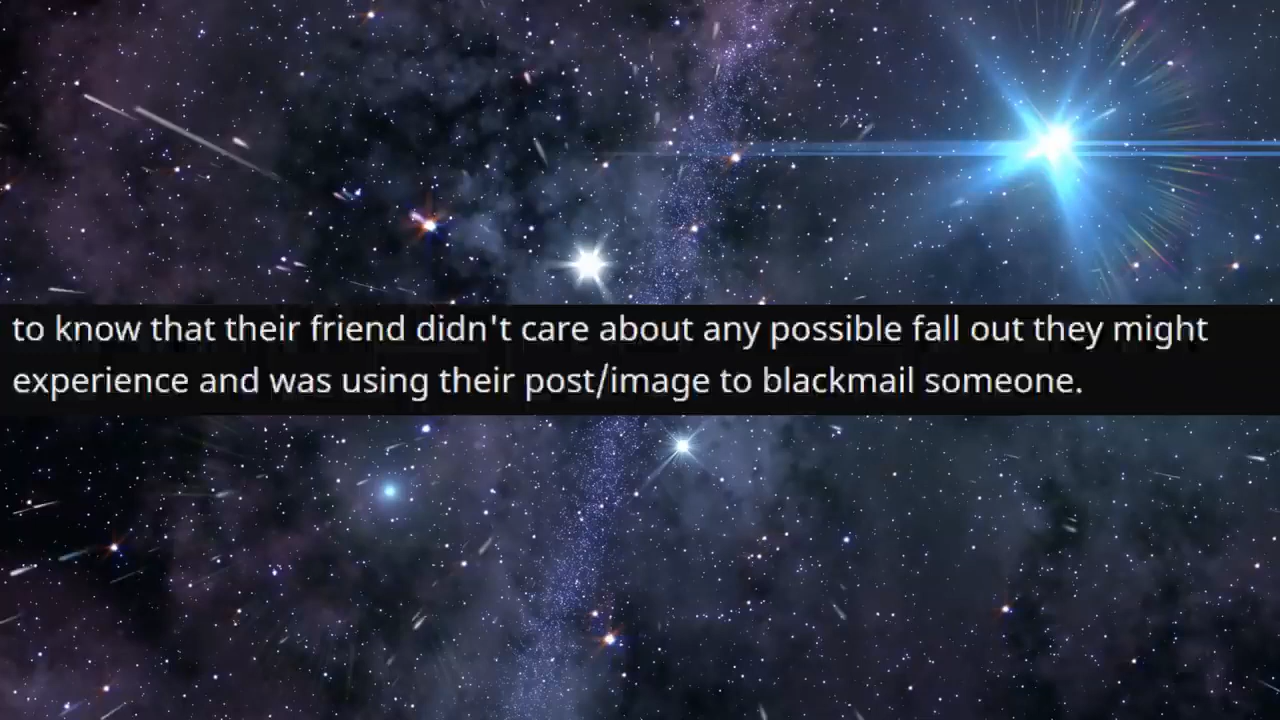 to know that their friend didn't care about any possible fall out they might
experience and was using their post/image to blackmail someone.